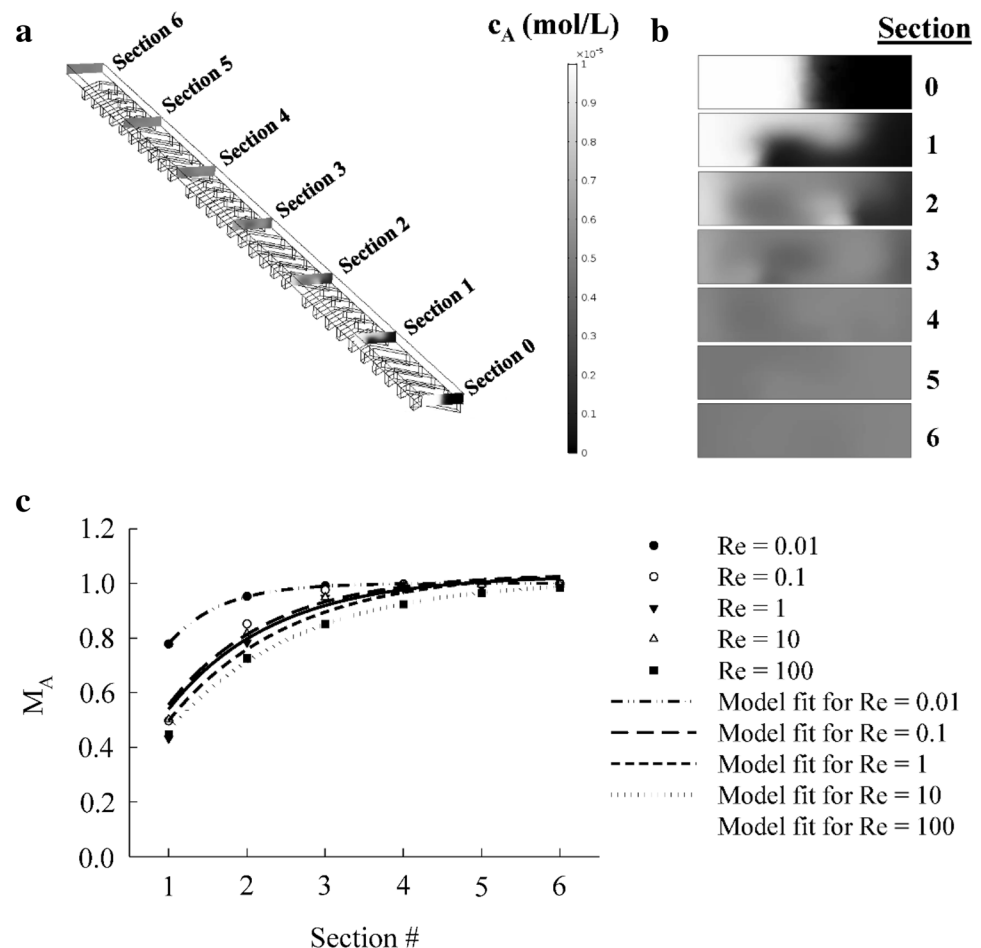 a
Section 6
Section 5
Section 4
Section 3
Section 2
Section 1
Section 0
c_A (mol/L)
×10⁻⁵
1
0.9
0.8
0.7
0.6
0.5
0.4
0.3
0.2
0.1
0
b
Section
0
1
2
3
4
5
6
c
1.2
1.0
0.8
0.6
0.4
0.2
0.0
M_A
1 2 3 4 5 6
Section #
Re = 0.01
Re = 0.1
Re = 1
Re = 10
Re = 100
Model fit for Re = 0.01
Model fit for Re = 0.1
Model fit for Re = 1
Model fit for Re = 10
Model fit for Re = 100